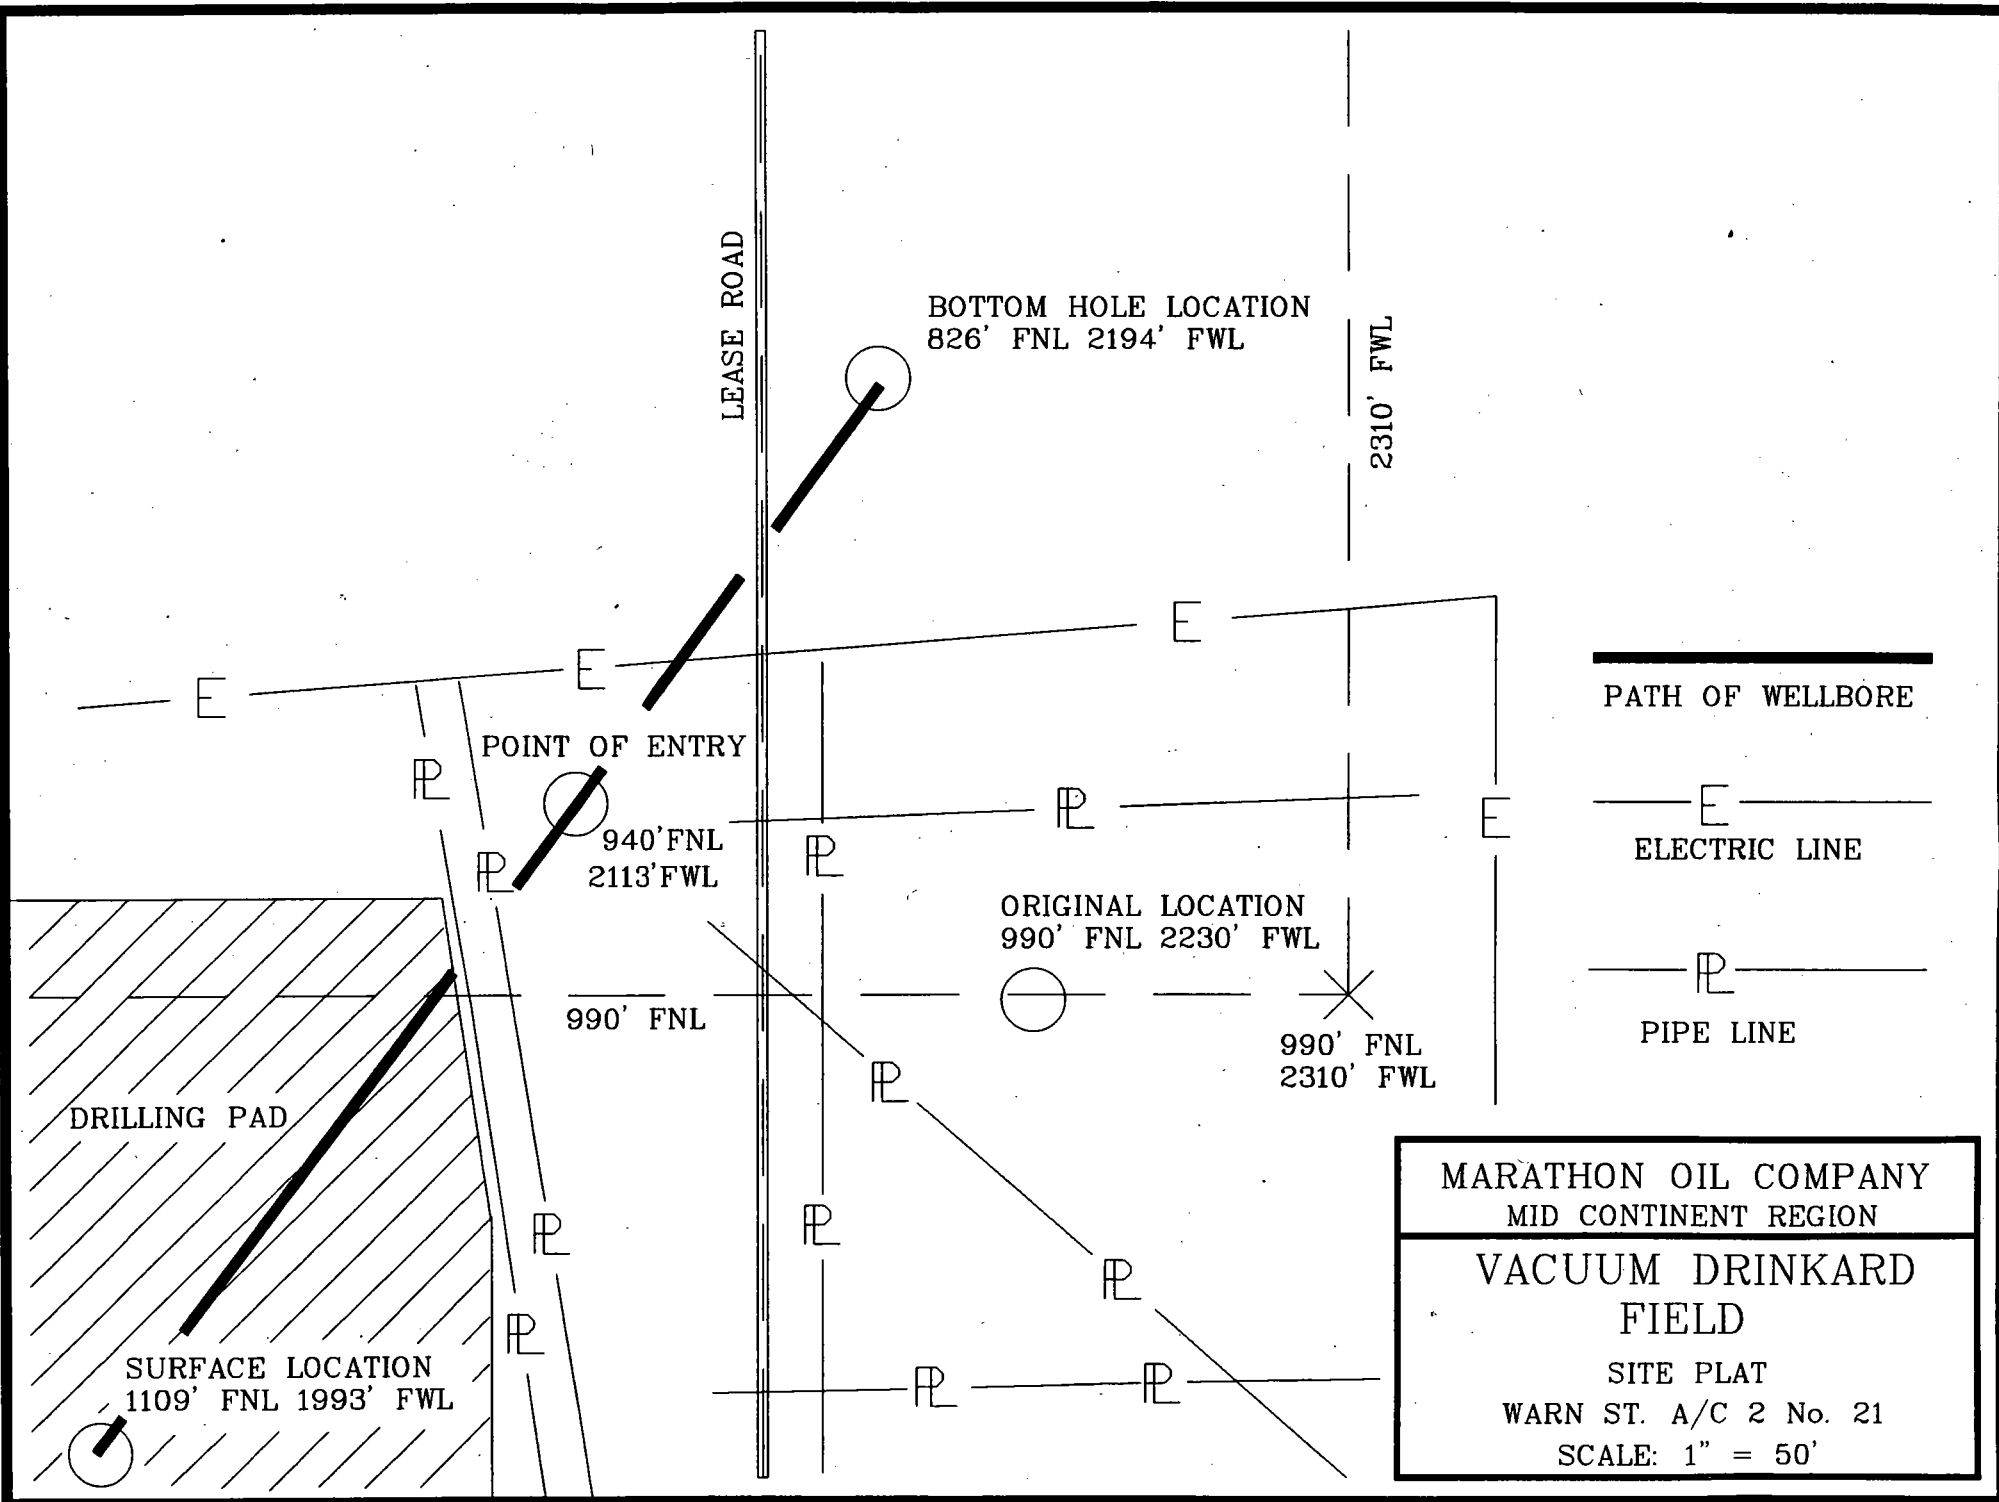 LEASE ROAD
BOTTOM HOLE LOCATION
826' FNL 2194' FWL
2310' FWL
E
E
E
POINT OF ENTRY
PL
PL
940'FNL
2113'FWL
PL
PL
E
PATH OF WELLBORE
E
ELECTRIC LINE
PL
PIPE LINE
ORIGINAL LOCATION
990' FNL 2230' FWL
990' FNL
990' FNL
2310' FWL
DRILLING PAD
PL
PL
PL
PL
PL
PL
PL
SURFACE LOCATION
1109' FNL 1993' FWL
MARATHON OIL COMPANY
MID CONTINENT REGION
VACUUM DRINKARD
FIELD
SITE PLAT
WARN ST. A/C 2 No. 21
SCALE: 1" = 50'